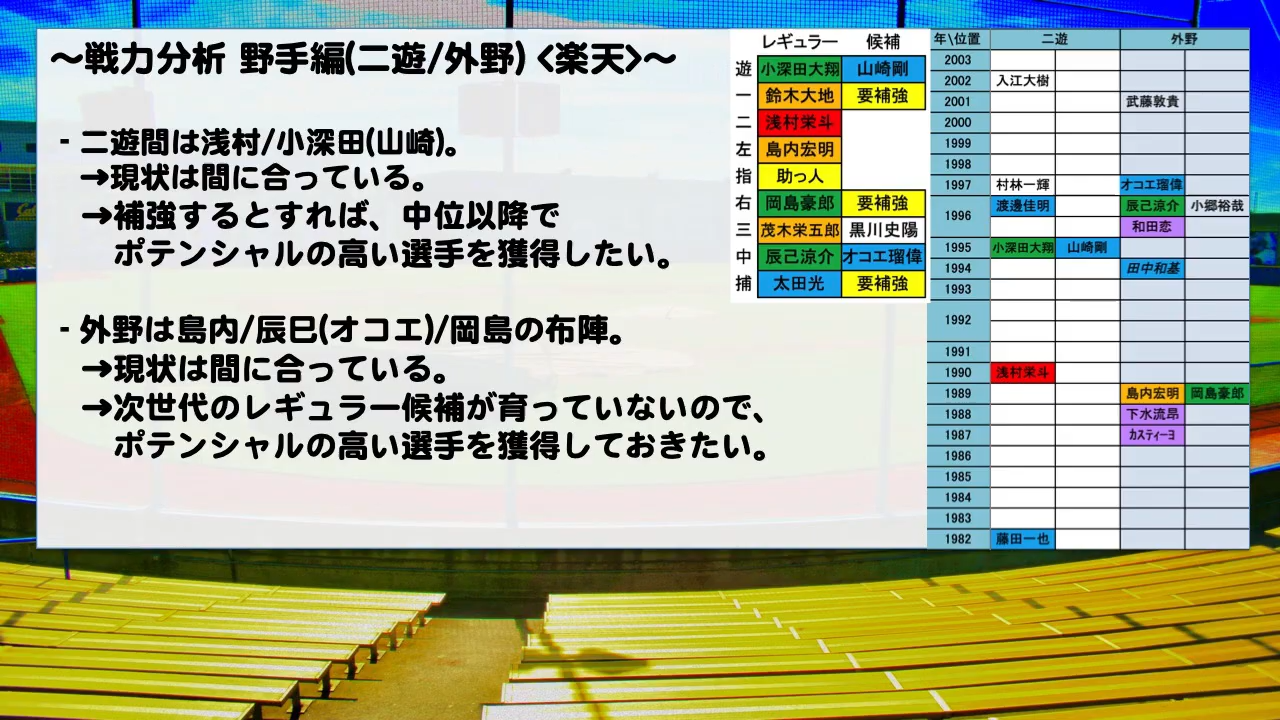 ～戦力分析 野手編(二遊/外野) <楽天>～
- 二遊間は浅村/小深田(山崎)。
→現状は間に合っている。
→補強するとすれば、中位以降で
ポテンシャルの高い選手を獲得したい。
- 外野は島内/辰巳(オコエ)/岡島の布陣。
→現状は間に合っている。
→次世代のレギュラー候補が育っていないので、
ポテンシャルの高い選手を獲得しておきたい。
レギュラー 候補
遊 小深田大翔 山崎剛
一 鈴木大地 要補強
二 浅村栄斗
左 島内宏明
指 助っ人
右 岡島豪郎 要補強
三 茂木栄五郎 黒川史陽
中 辰己涼介 オコエ瑠偉
捕 太田光 要補強
年\位置 二遊 外野
2003
2002 入江大樹
2001 武藤敦貴
2000
1999
1998
1997 村林一輝 オコエ瑠偉
1996 渡邊佳明 辰己涼介 小郷裕哉
和田恋
1995 小深田大翔 山崎剛
1994 田中和基
1993
1992
1991
1990 浅村栄斗
1989 島内宏明 岡島豪郎
1988 下水流昂
1987 カスティーヨ
1986
1985
1984
1983
1982 藤田一也